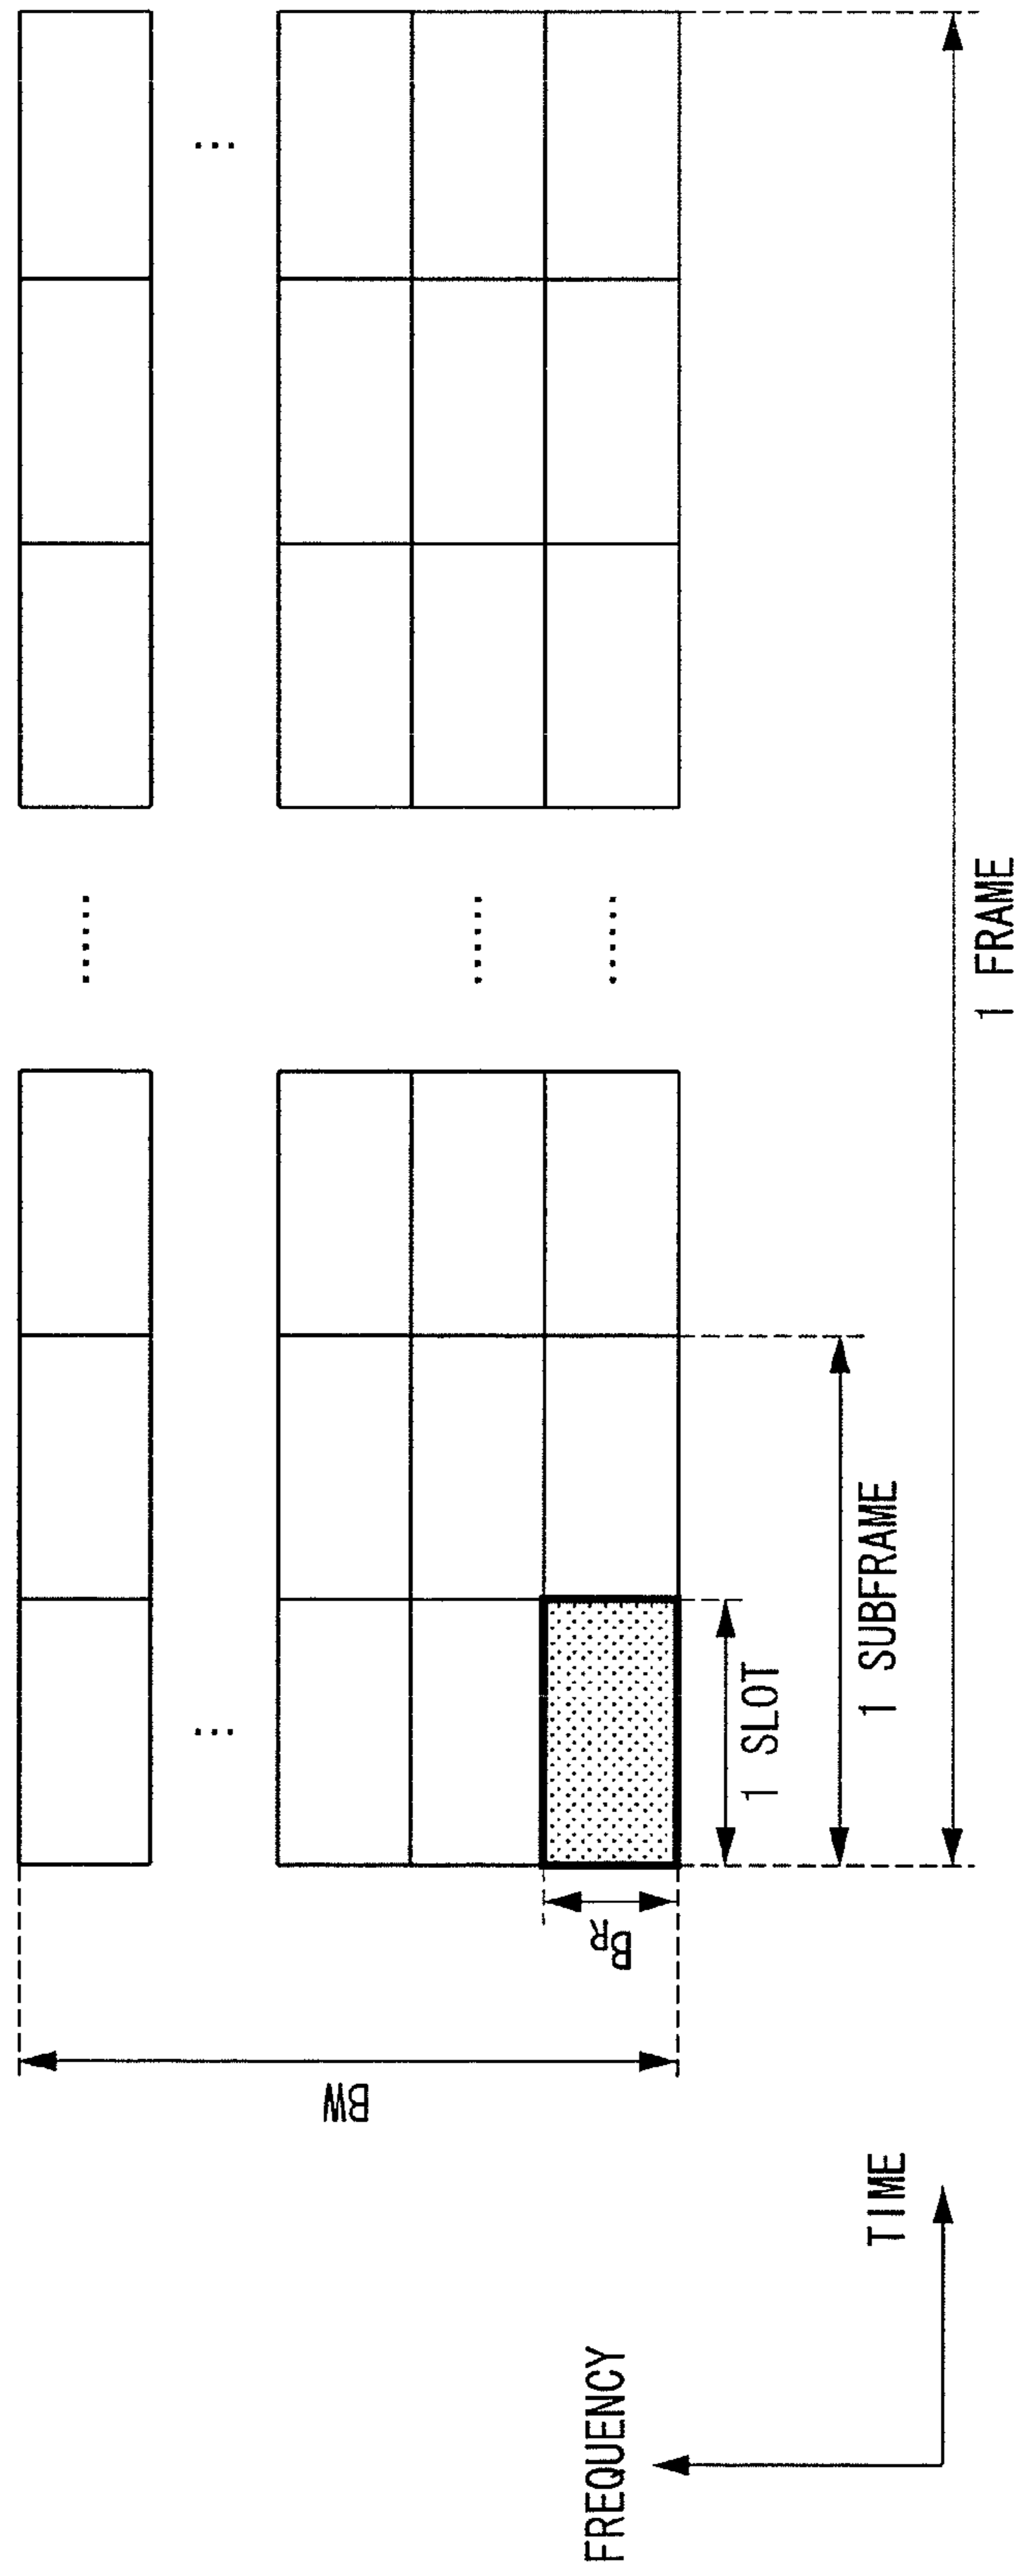 BW
B_R
1 SLOT
1 SUBFRAME
1 FRAME
FREQUENCY
TIME